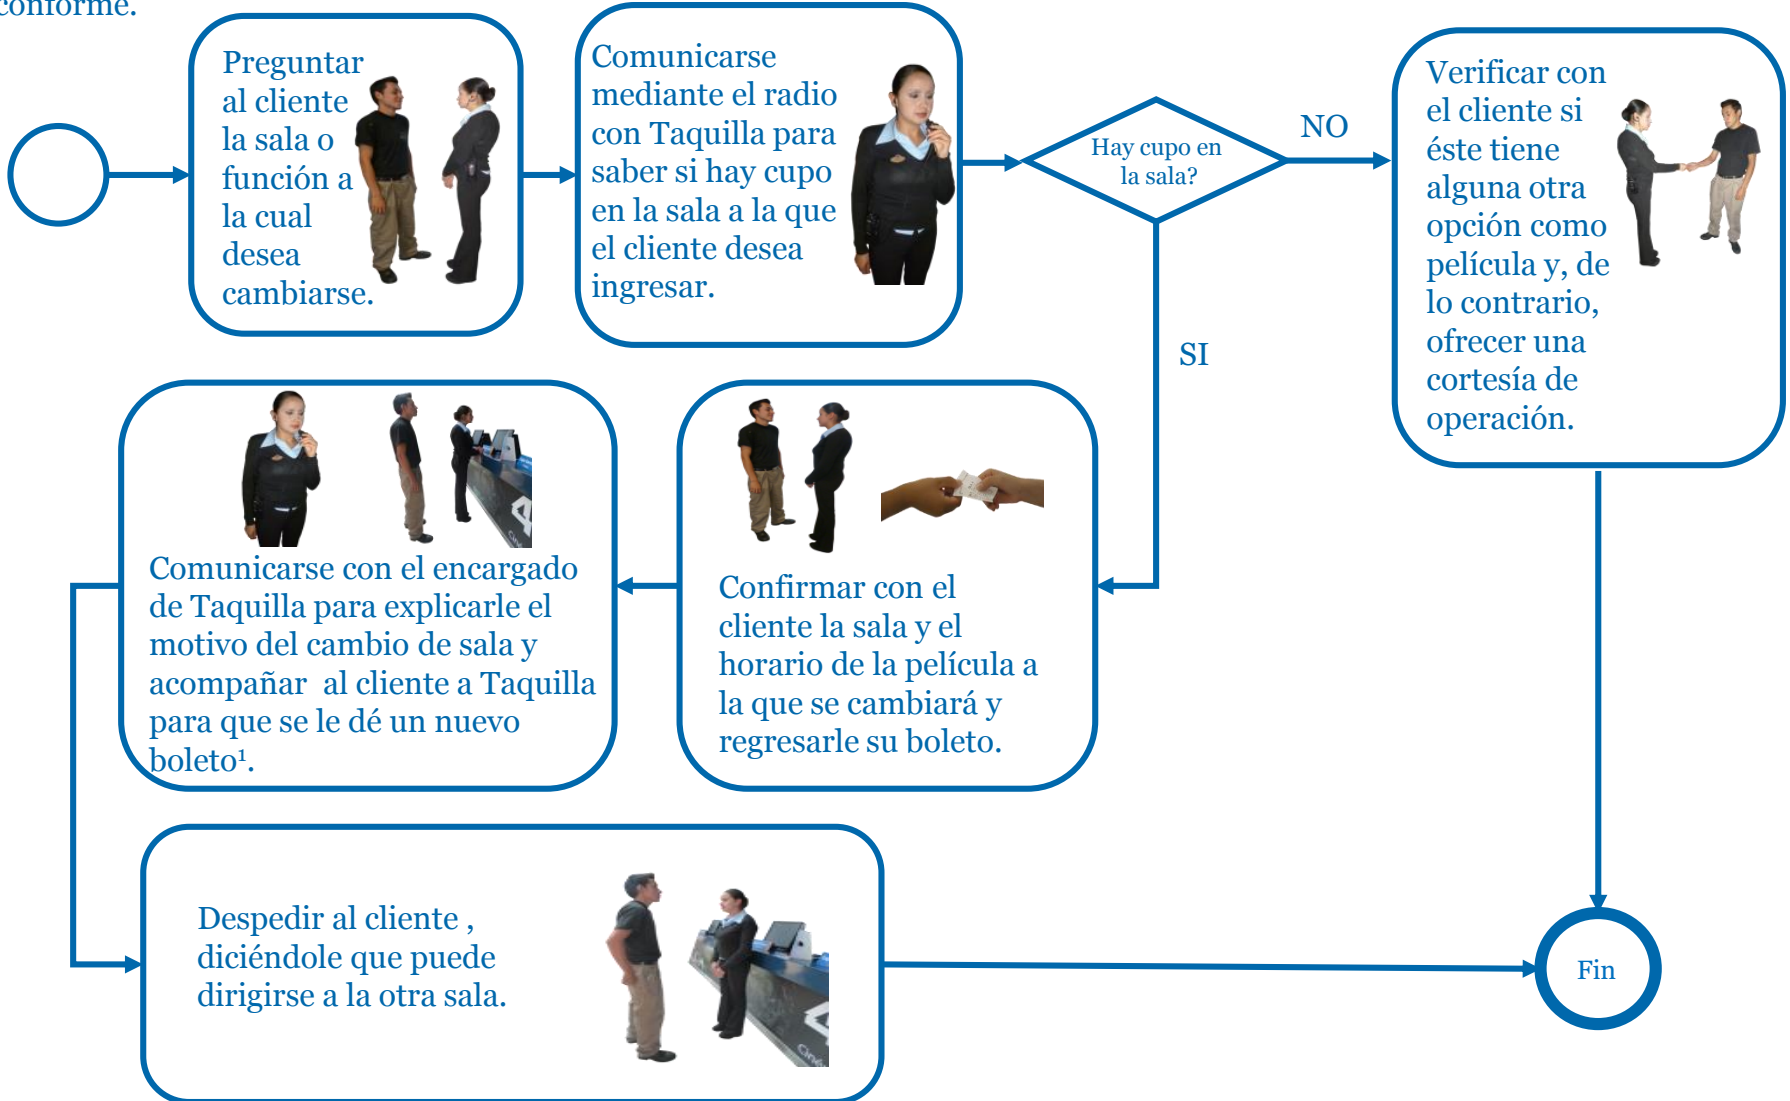 conforme.
Preguntar
al cliente
la sala o
función a
la cual
desea
cambiarse.
Comunicarse
mediante el radio
con Taquilla para
saber si hay cupo
en la sala a la que
el cliente desea
ingresar.
Hay cupo en
la sala?
NO
SI
Verificar con
el cliente si
éste tiene
alguna otra
opción como
película y, de
lo contrario,
ofrecer una
cortesía de
operación.
Confirmar con el
cliente la sala y el
horario de la película a
la que se cambiará y
regresarle su boleto.
Comunicarse con el encargado
de Taquilla para explicarle el
motivo del cambio de sala y
acompañar al cliente a Taquilla
para que se le dé un nuevo
boleto¹.
Despedir al cliente ,
diciéndole que puede
dirigirse a la otra sala.
Fin